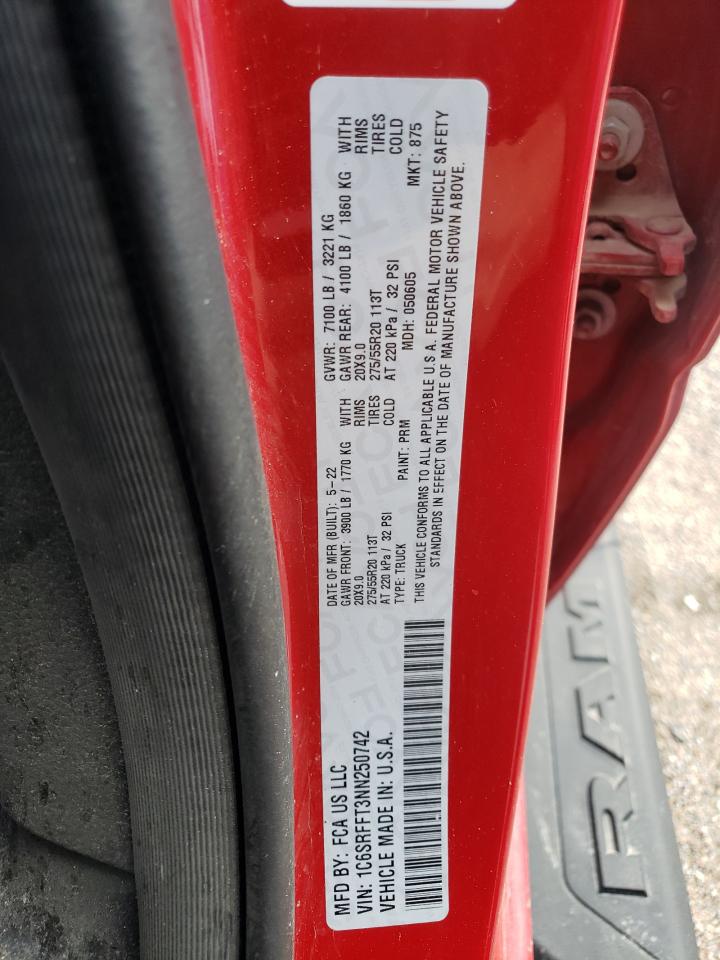 MFD BY: FCA US LLC
VIN: 1C6SRFFT3NN250742
VEHICLE MADE IN: U.S.A.
DATE OF MFR (BUILT): 5-22 GVWR: 7100 LB / 3221 KG
GAWR FRONT: 3900 LB / 1770 KG WITH GAWR REAR: 4100 LB / 1860 KG WITH
20X9.0 RIMS 20X9.0 RIMS
275/55R20 113T TIRES 275/55R20 113T TIRES
AT 220 kPa / 32 PSI COLD AT 220 kPa / 32 PSI COLD
TYPE: TRUCK PAINT: PRM MDH: 050605 MKT: 875
THIS VEHICLE CONFORMS TO ALL APPLICABLE U.S.A. FEDERAL MOTOR VEHICLE SAFETY
STANDARDS IN EFFECT ON THE DATE OF MANUFACTURE SHOWN ABOVE.
RAM